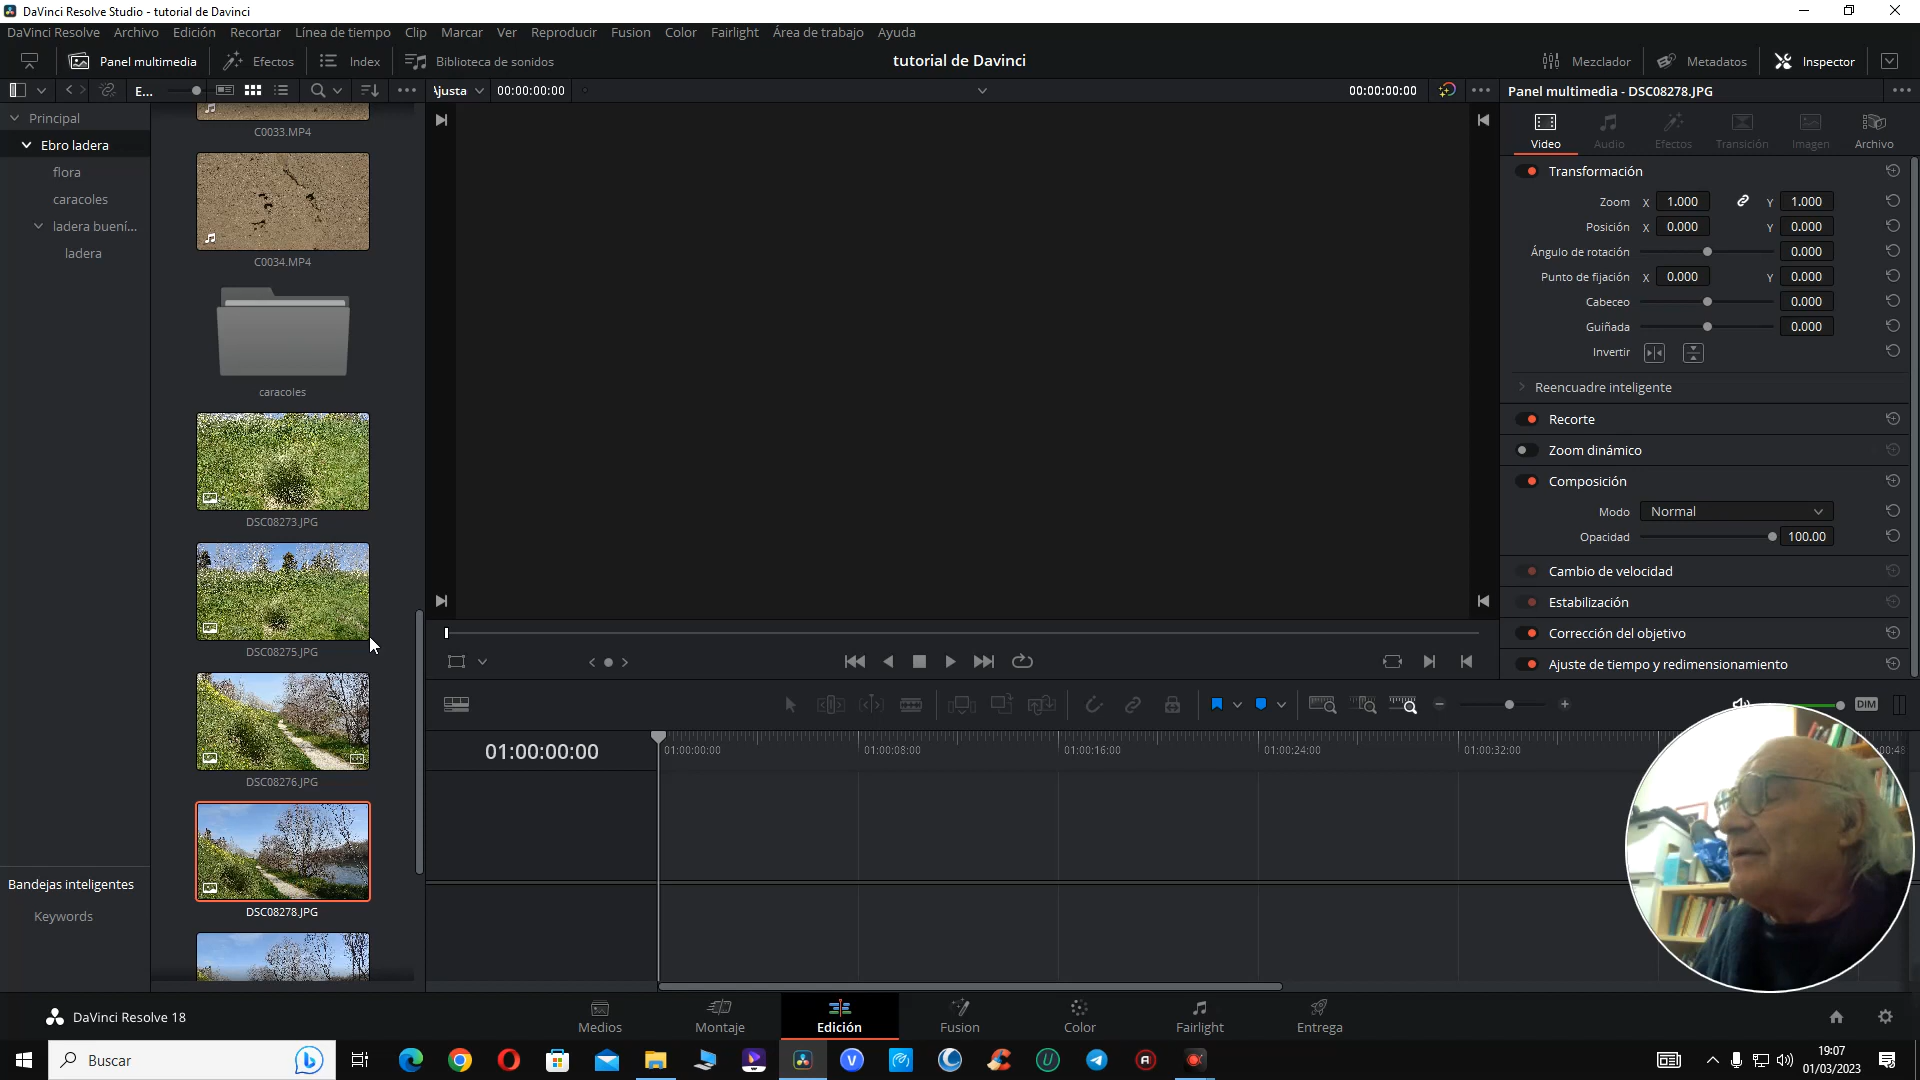 DaVinci Resolve Studio - tutorial de Davinci
DaVinci Resolve Archivo Edición Recortar Línea de tiempo Clip Marcar Ver Reproducir Fusion Color Fairlight Área de trabajo Ayuda
Panel multimedia Efectos Index Biblioteca de sonidos tutorial de Davinci Mezclador Metadatos Inspector
E... Ajusta 00:00:00:00 00:00:00:00 Panel multimedia - DSC08278.JPG
Principal
Ebro ladera
flora
caracoles
ladera buení...
ladera
Bandejas inteligentes
Keywords
C0033.MP4
C0034.MP4
caracoles
DSC08273.JPG
DSC08275.JPG
DSC08276.JPG
DSC08278.JPG
Video Audio Efectos Transición Imagen Archivo
Transformación
Zoom X 1.000 Y 1.000
Posición X 0.000 Y 0.000
Ángulo de rotación 0.000
Punto de fijación X 0.000 Y 0.000
Cabeceo 0.000
Guiñada 0.000
Invertir
Reencuadre inteligente
Recorte
Zoom dinámico
Composición
Modo Normal
Opacidad 100.00
Cambio de velocidad
Estabilización
Corrección del objetivo
Ajuste de tiempo y redimensionamiento
DIM
01:00:00:00
01:00:00:00 01:00:08:00 01:00:16:00 01:00:24:00 01:00:32:00
DaVinci Resolve 18
Medios Montaje Edición Fusion Color Fairlight Entrega
Buscar
19:07
01/03/2023